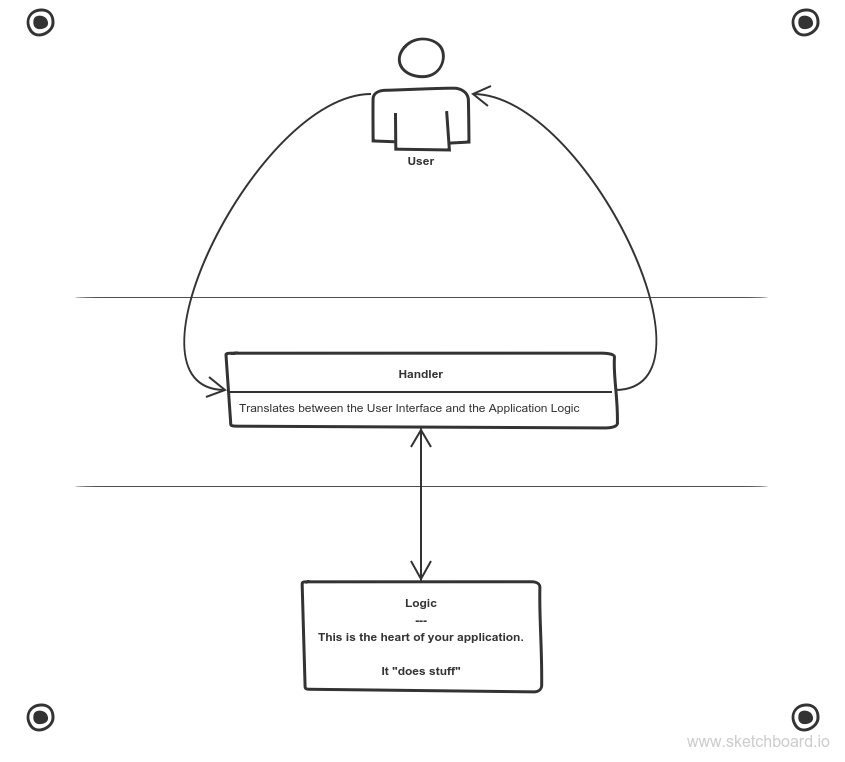 User
Handler
Translates between the User Interface and the Application Logic
Logic
---
This is the heart of your application.
It "does stuff"
www.sketchboard.io